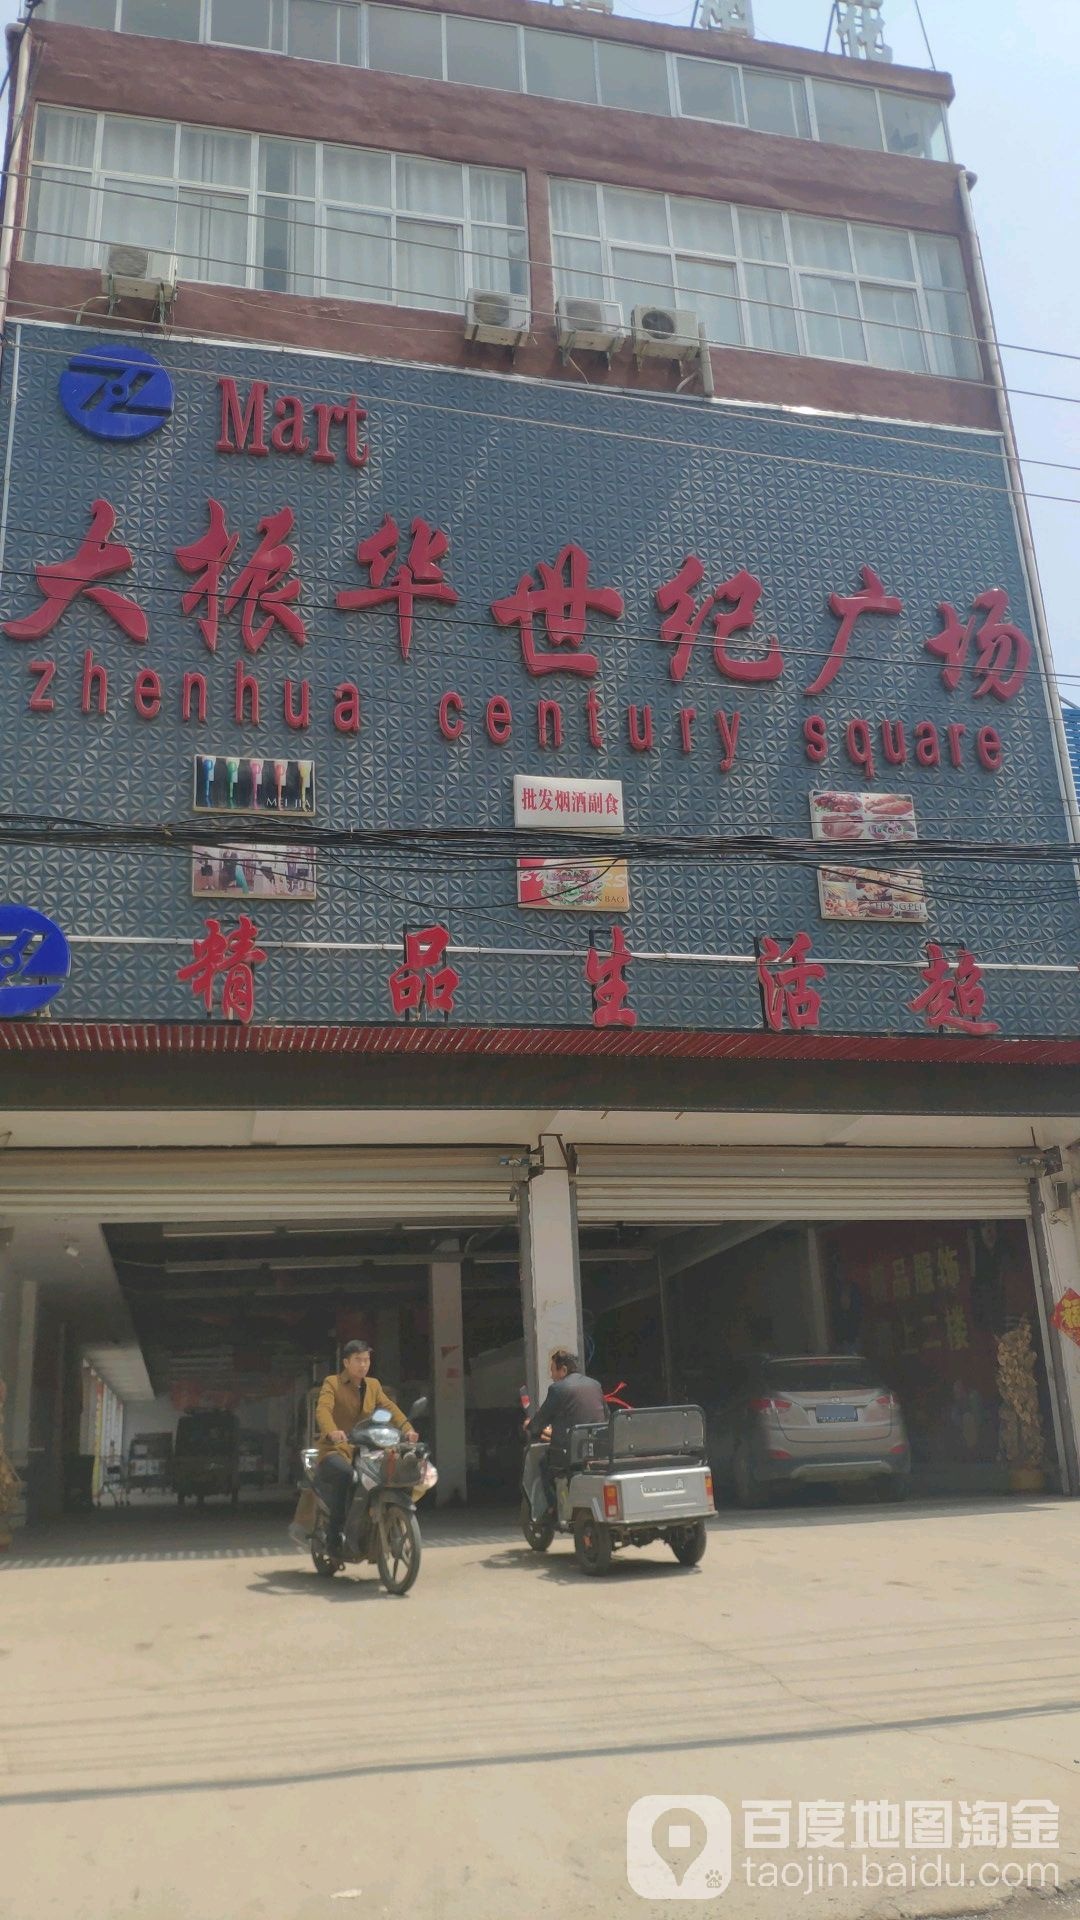 花
Mart
大振华世纪广场
zhenhua century square
MEI JIA
批发烟酒副食
精品生活超
精品服饰
上二楼
福
百度地图淘金
taojin.baidu.com